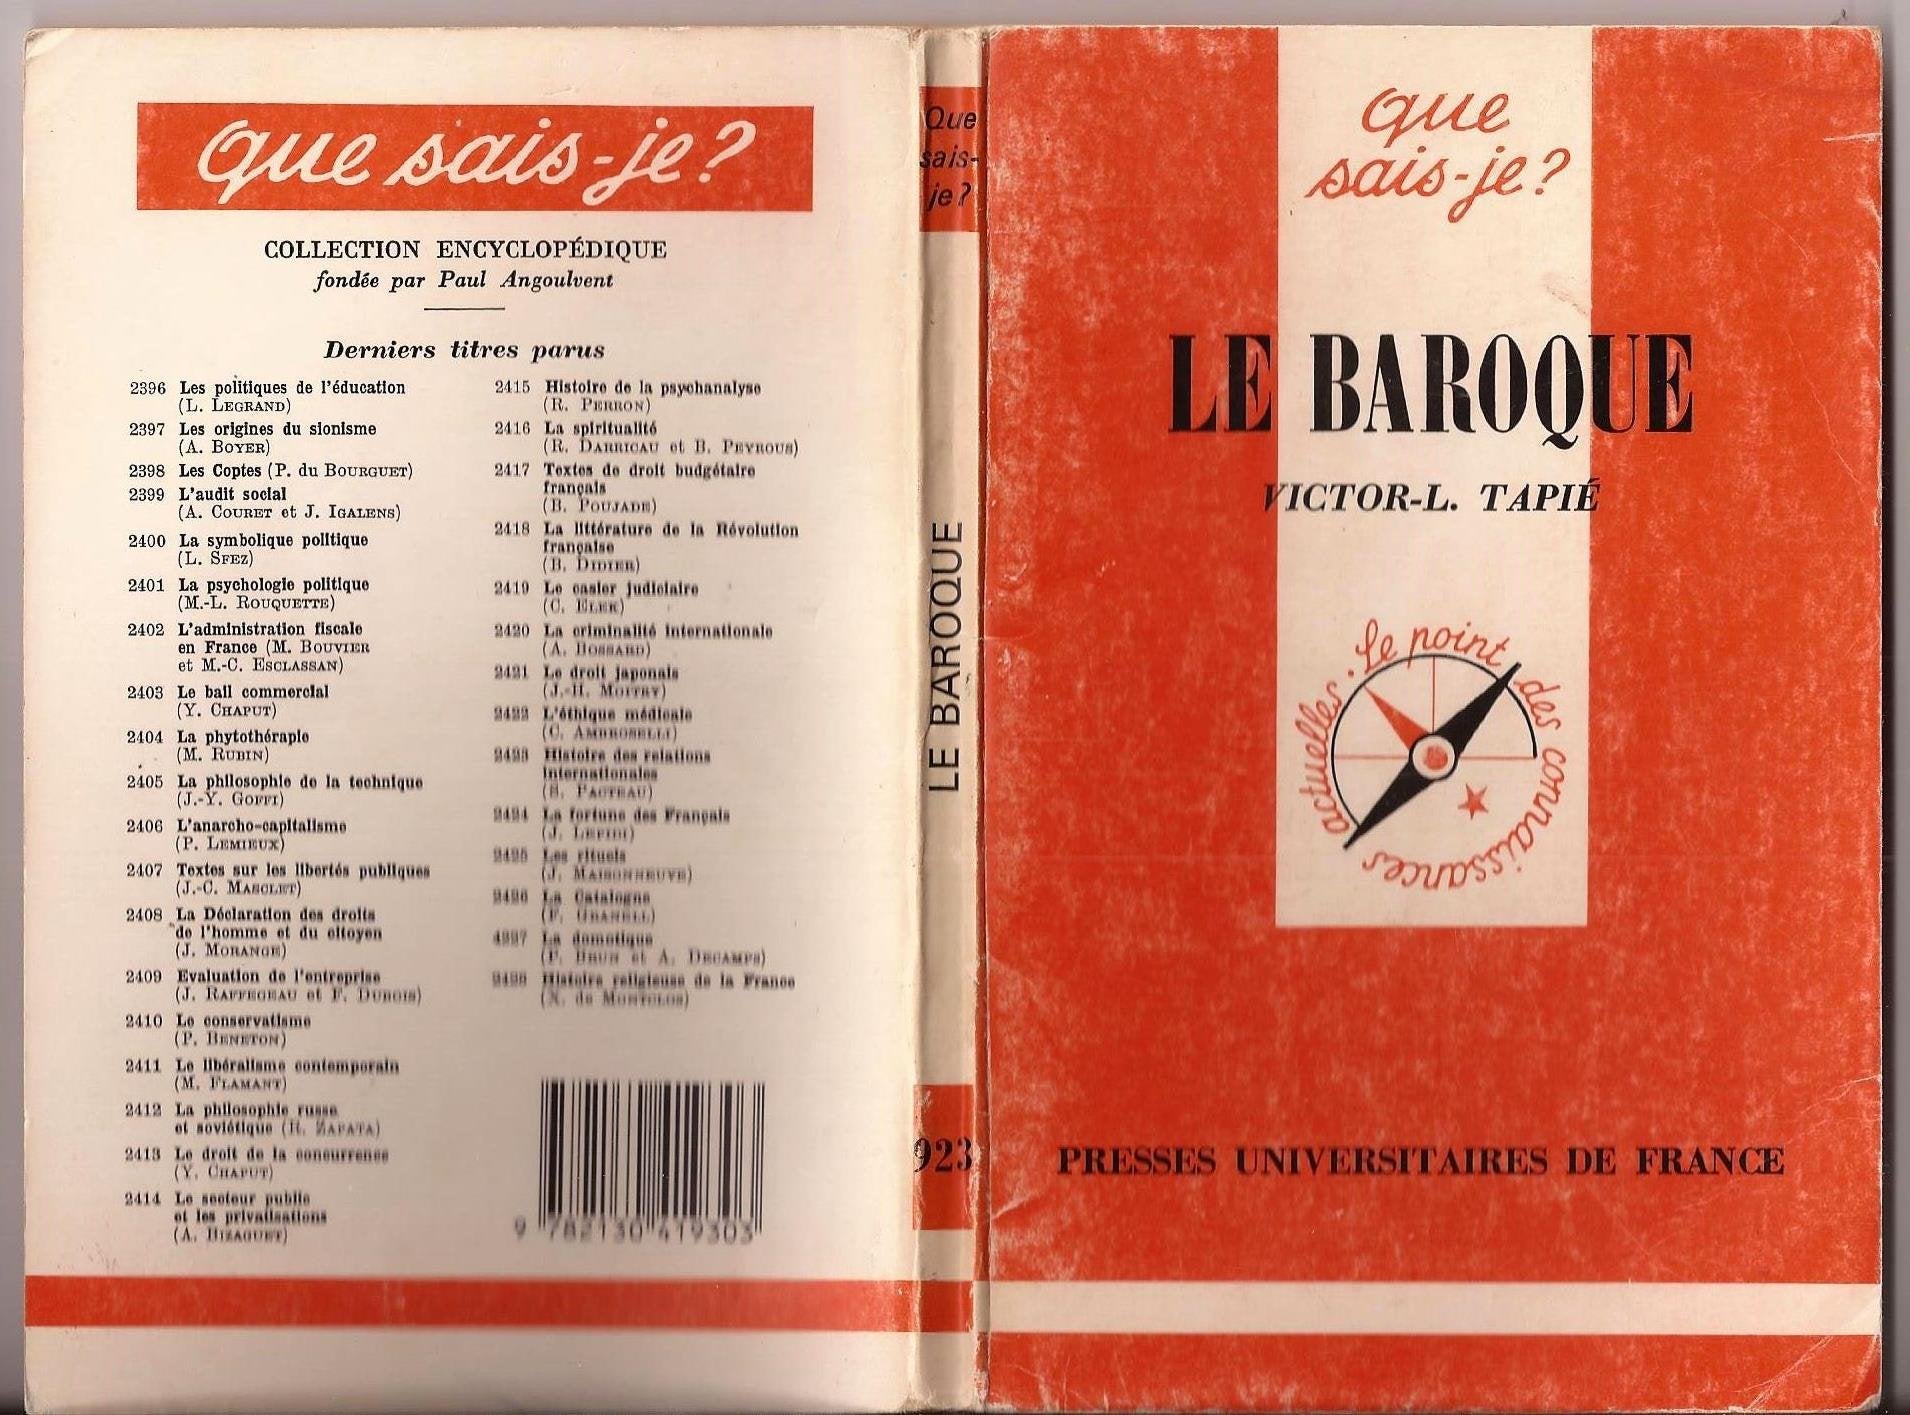 que sais-je?
COLLECTION ENCYCLOPÉDIQUE
fondée par Paul Angoulvent
Derniers titres parus
2396 Les politiques de l'éducation
(L. LEGRAND)
2397 Les origines du sionisme
(A. BOYER)
2398 Les Coptes (P. du BOURGUET)
2399 L'audit social
(A. COURET et J. IGALENS)
2400 La symbolique politique
(L. SFEZ)
2401 La psychologie politique
(M.-L. ROUQUETTE)
2402 L'administration fiscale
en France (M. BOUVIER
et M.-C. ESCLASSAN)
2403 Le bail commercial
(Y. CHAPUT)
2404 La phytothérapie
(M. RUBIN)
2405 La philosophie de la technique
(J.-Y. GOFFI)
2406 L'anarcho-capitalisme
(P. LEMIEUX)
2407 Textes sur les libertés publiques
(J.-C. MASCLET)
2408 La Déclaration des droits
de l'homme et du citoyen
(J. MORANGE)
2409 Evaluation de l'entreprise
(J. RAFFEGEAU et F. DUBOIS)
2410 Le conservatisme
(P. BENETON)
2411 Le libéralisme contemporain
(M. FLAMANT)
2412 La philosophie russe
et soviétique (R. ZAPATA)
2413 Le droit de la concurrence
(Y. CHAPUT)
2414 Le secteur public
et les privatisations
(A. BIZAGUET)
2415 Histoire de la psychanalyse
(R. PERRON)
2416 La spiritualité
(R. DARRICAU et B. PEYROUS)
2417 Textes de droit budgétaire
français
(B. POUJADE)
2418 La littérature de la Révolution
française
(B. DIDIER)
2419 Le casier judiciaire
(C. ELEK)
2420 La criminalité internationale
(A. BOSSARD)
2421 Le droit japonais
(J.-H. MOITRY)
2422 L'éthique médicale
(C. AMBROSELLI)
2423 Histoire des relations
internationales
(S. PACTEAU)
2424 La fortune des Français
(J. LEFIDI)
2425 Les rituels
(J. MAISONNEUVE)
2426 La Catalogne
(F. GRANELL)
2427 La domotique
(F. BRUN et A. DECAMPS)
2428 Histoire religieuse de la France
(X. de MONTCLOS)
9 782130 419303
Que
sais-
je?
LE BAROQUE
923
que
sais-je?
LE BAROQUE
VICTOR-L. TAPIÉ
Le point des connaissances actuelles.
PRESSES UNIVERSITAIRES DE FRANCE